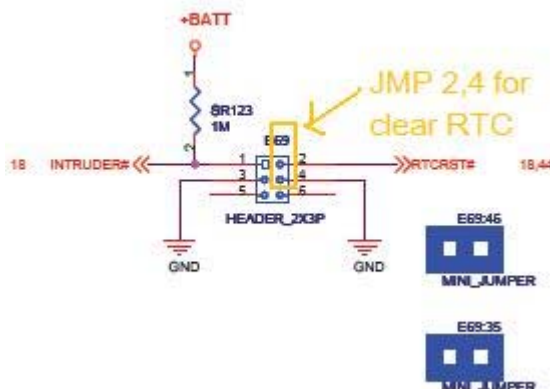 +BATT
1
SR123
1M
2
JMP 2,4 for
clear RTC
E69
18 INTRUDER# 1 2 RTCRST# 18,44
3 4
5 6
HEADER_2X3P
GND GND
E69:46
MINI_JUMPER
E69:35
MINI_JUMPER